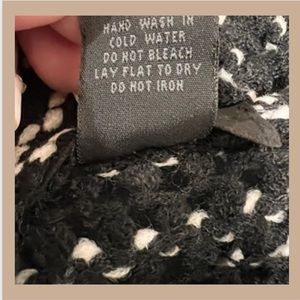 HAND WASH IN
COLD WATER
DO NOT BLEACH
LAY FLAT TO DRY
DO NOT IRON